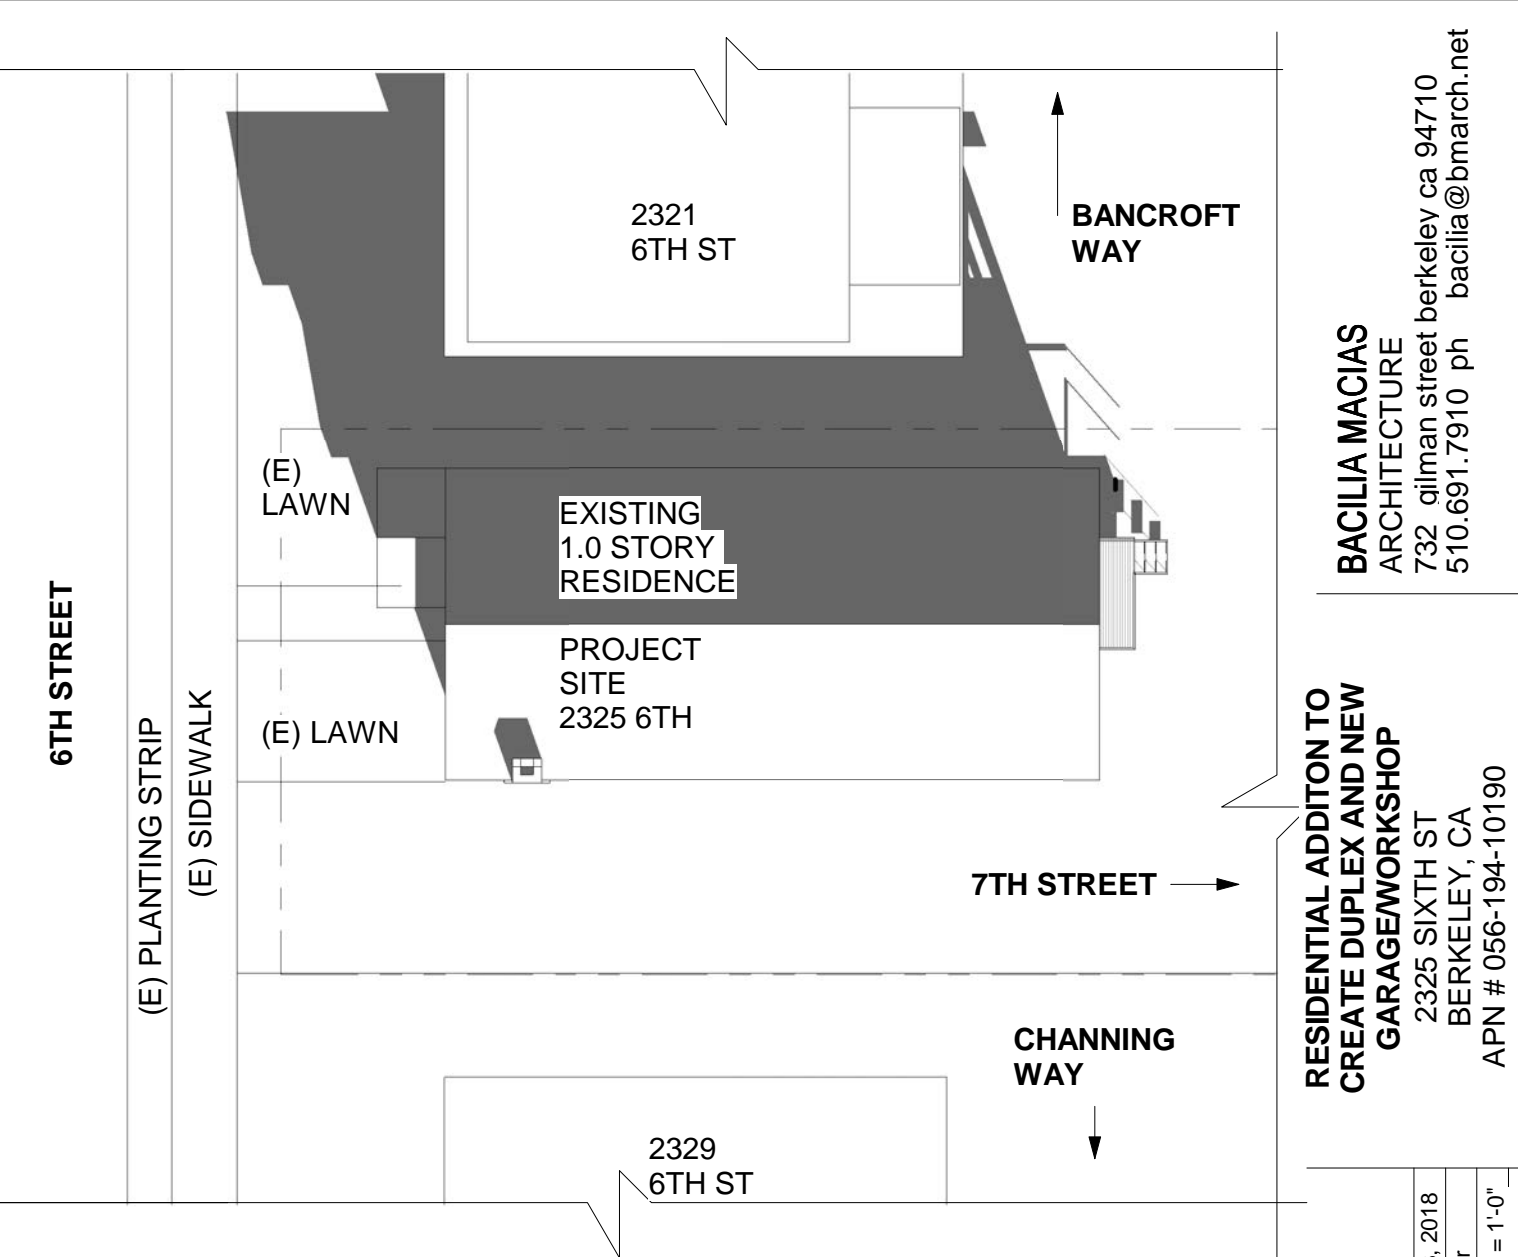 2321
6TH ST
BANCROFT
WAY
(E)
LAWN
EXISTING
1.0 STORY
RESIDENCE
PROJECT
SITE
2325 6TH
(E) LAWN
6TH STREET
(E) PLANTING STRIP
(E) SIDEWALK
7TH STREET
CHANNING
WAY
2329
6TH ST
BACILIA MACIAS
ARCHITECTURE
732 gilman street berkeley ca 94710
510.691.7910 ph bacilia@bmarch.net
RESIDENTIAL ADDITON TO
CREATE DUPLEX AND NEW
GARAGE/WORKSHOP
2325 SIXTH ST
BERKELEY, CA
APN # 056-194-10190
, 2018
= 1'-0"